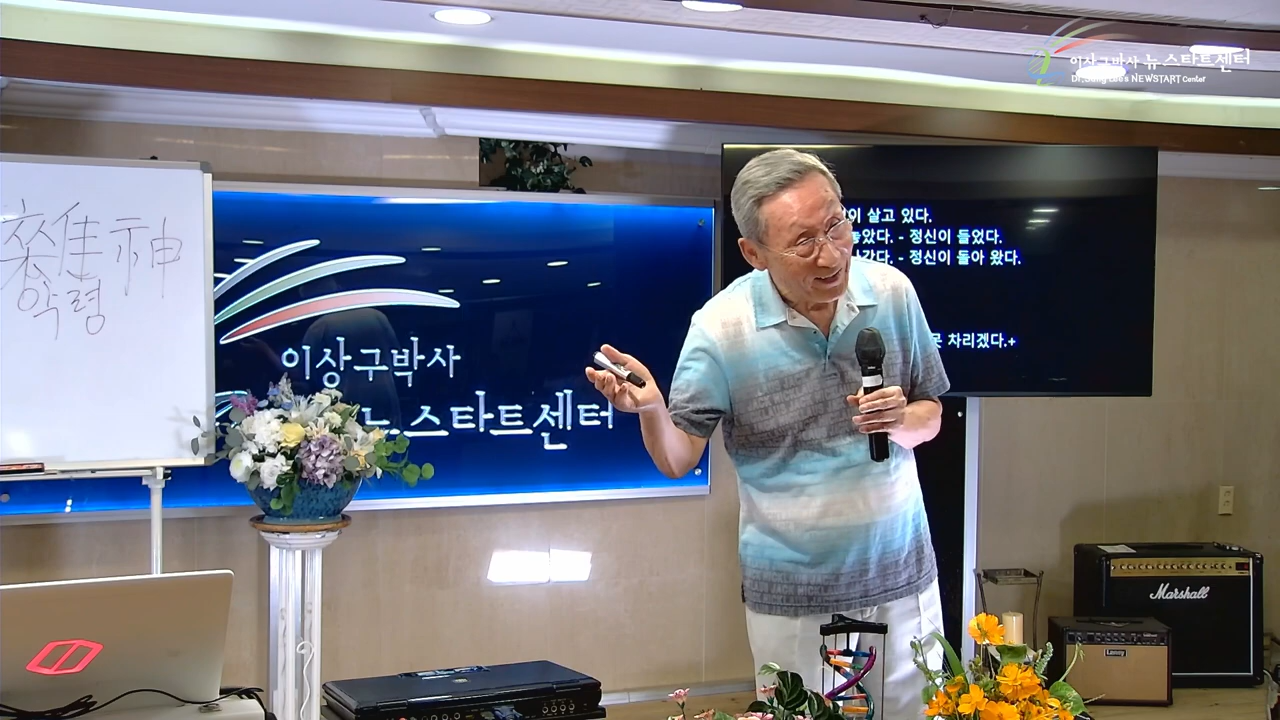 이상구박사 뉴스타트센터
Dr. Sang Lee's NEWSTART Center
神
악령
이상구박사
뉴스타트센터
이 살고 있다.
놓았다. - 정신이 들었다.
나갔다. - 정신이 돌아 왔다.
못 차리겠다.+
Marshall
Laney